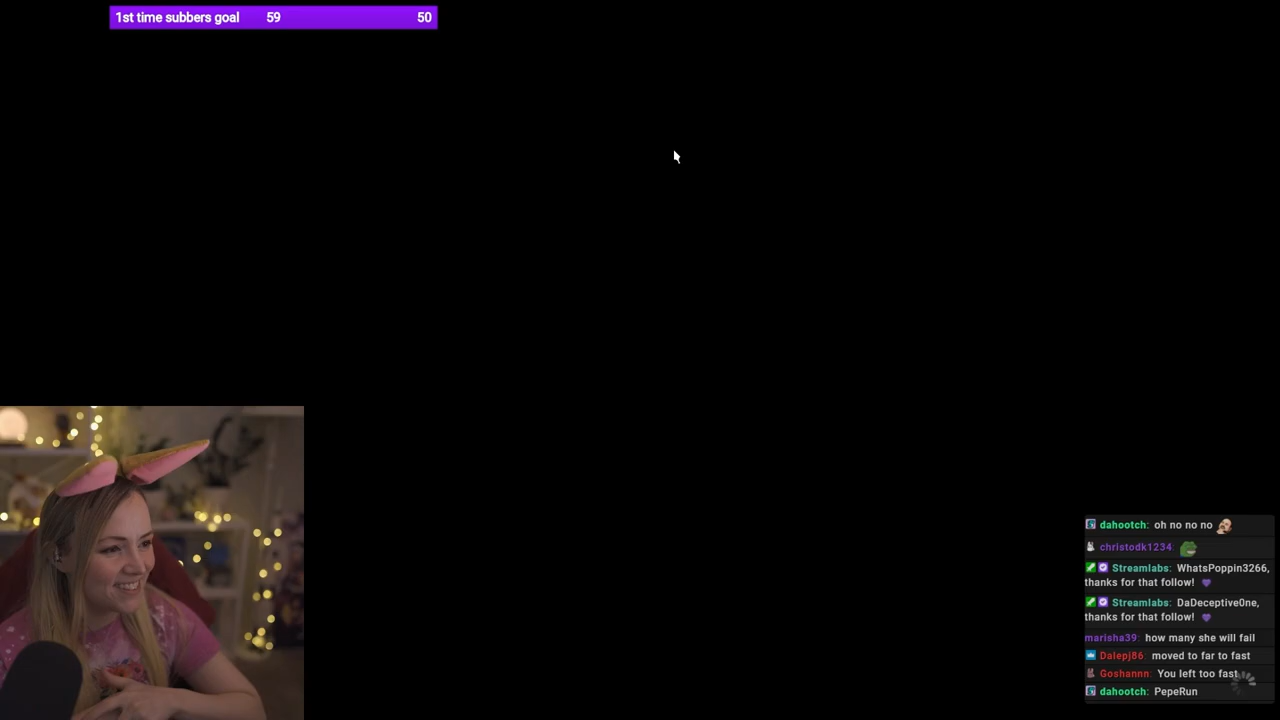 1st time subbers goal 59 50
dahootch: oh no no no
christodk1234:
Streamlabs: WhatsPoppin3266,
thanks for that follow!
Streamlabs: DaDeceptive0ne,
thanks for that follow!
marisha39: how many she will fail
Dalepj86: moved to far to fast
Goshannn: You left too fast
dahootch: PepeRun